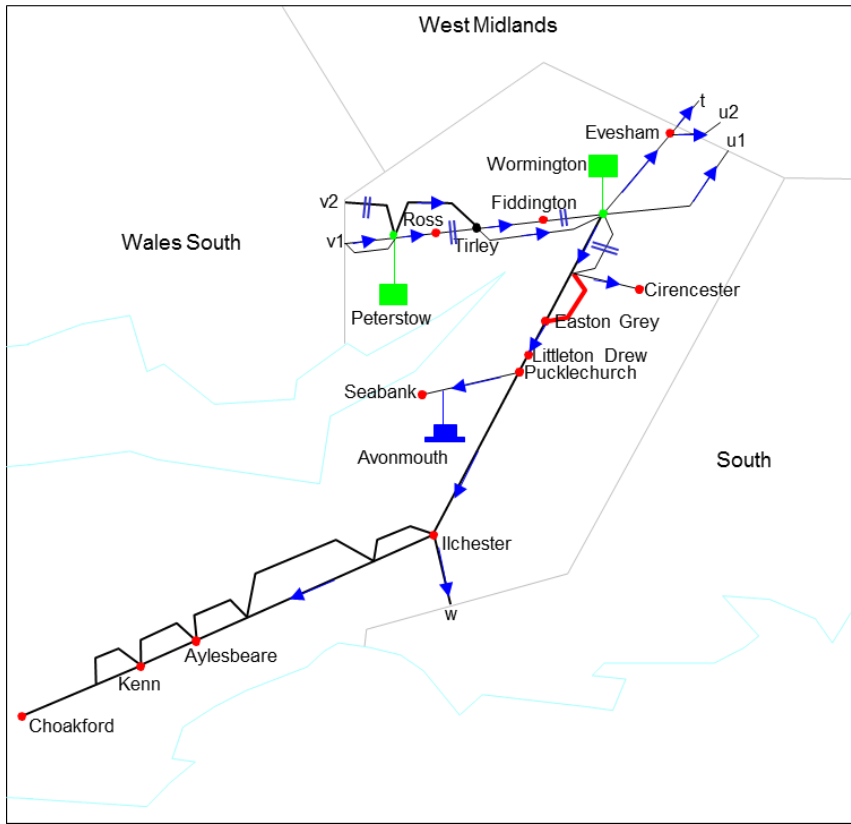 West Midlands
t
u2
Evesham
u1
Wormington
v2
Fiddington
Ross
Wales South
v1
Tirley
Cirencester
Peterstow
Easton Grey
Littleton Drew
Pucklechurch
Seabank
Avonmouth
South
Ilchester
w
Aylesbeare
Kenn
Choakford